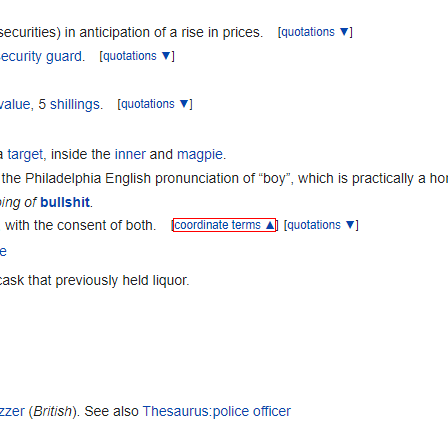 securities) in anticipation of a rise in prices. [quotations ▼]
ecurity guard. [quotations ▼]
value, 5 shillings. [quotations ▼]
a target, inside the inner and magpie.
the Philadelphia English pronunciation of “boy”, which is practically a ho
ing of bullshit.
with the consent of both. [coordinate terms ▲] [quotations ▼]
e
cask that previously held liquor.
zzer (British). See also Thesaurus:police officer